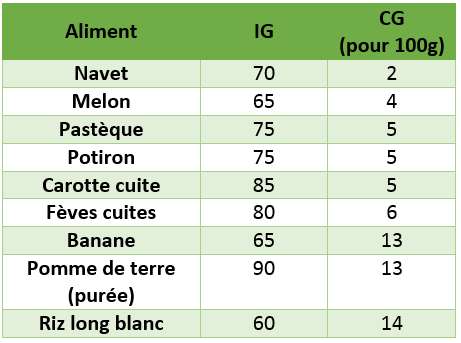 Aliment IG CG
(pour 100g)
Navet 70 2
Melon 65 4
Pastèque 75 5
Potiron 75 5
Carotte cuite 85 5
Fèves cuites 80 6
Banane 65 13
Pomme de terre 90 13
(purée)
Riz long blanc 60 14